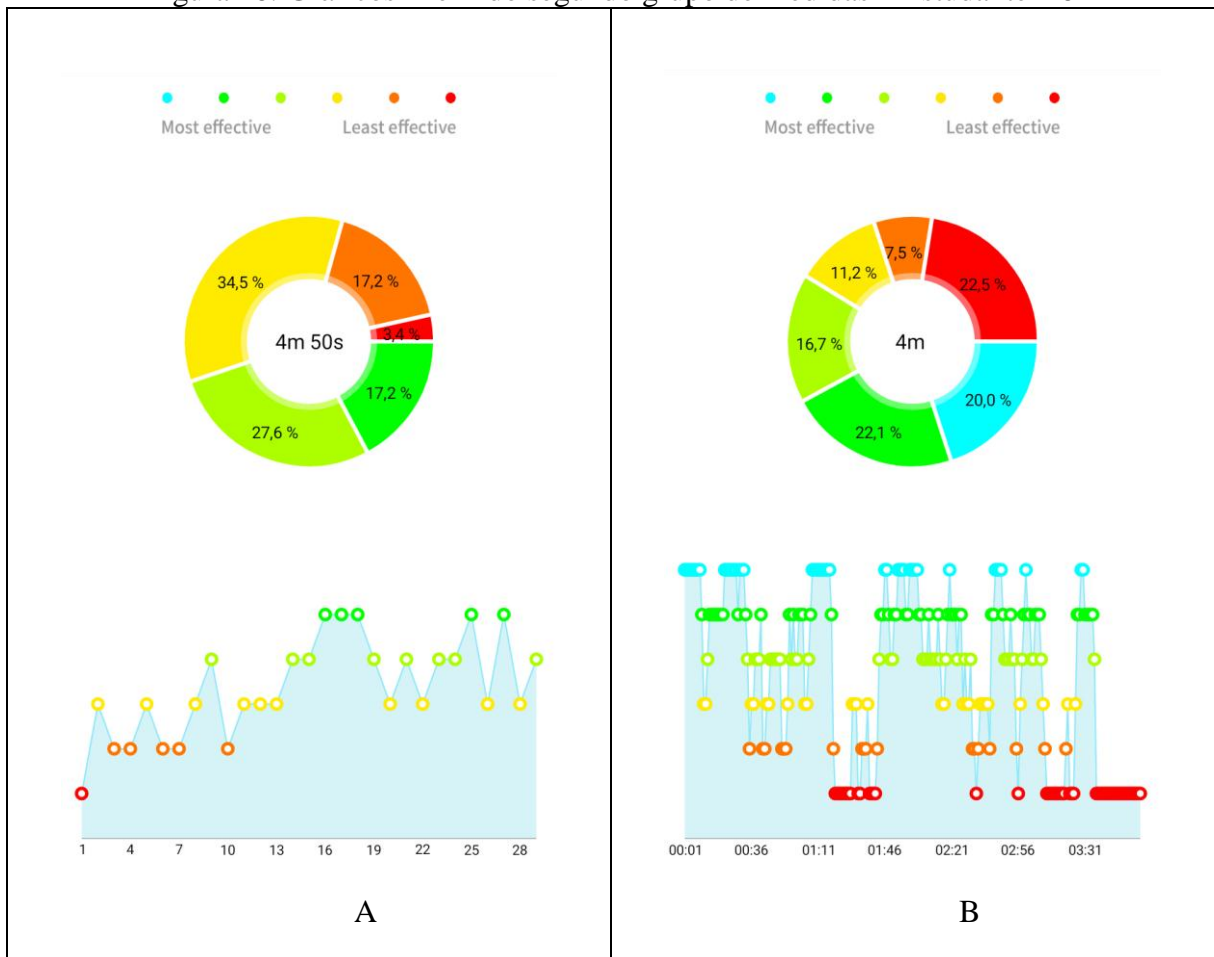 Most effective Least effective
34,5 %
17,2 %
3,4 %
4m 50s
17,2 %
27,6 %
1 4 7 10 13 16 19 22 25 28
A
Most effective Least effective
7,5 %
11,2 %
22,5 %
16,7 %
4m
20,0 %
22,1 %
00:01 00:36 01:11 01:46 02:21 02:56 03:31
B